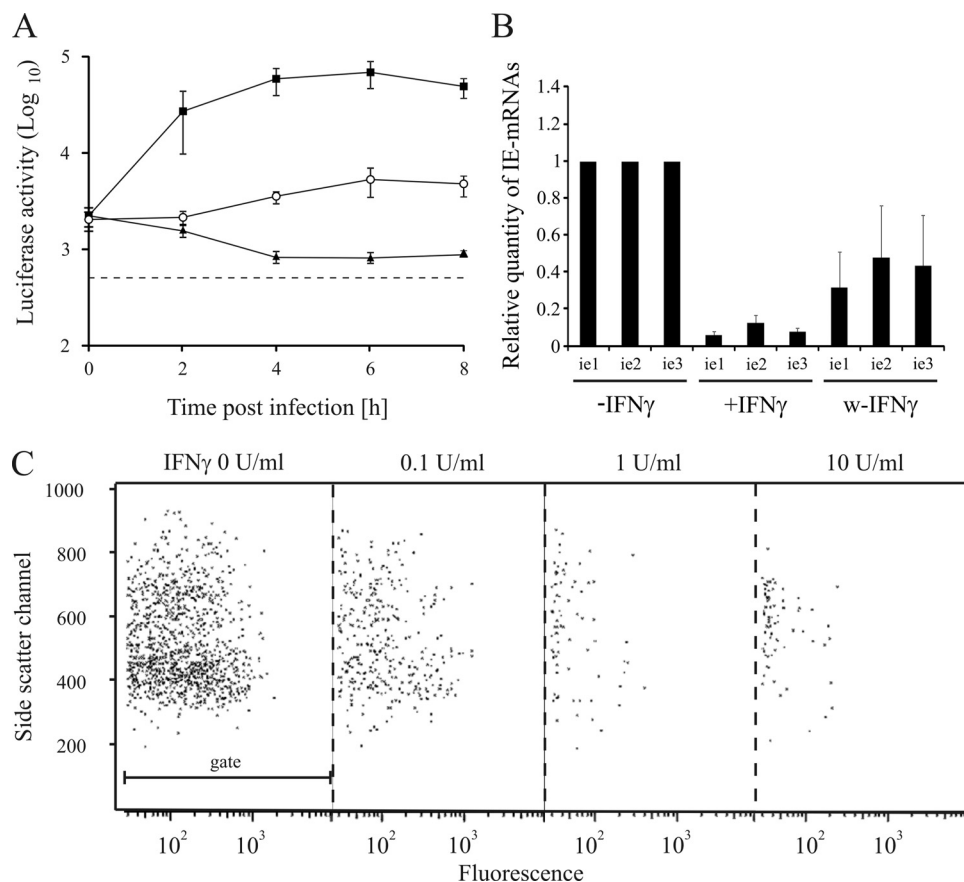 A
Luciferase activity (Log 10)
5
4
3
2
0 2 4 6 8
Time post infection [h]
B
Relative quantity of IE-mRNAs
1.4
1.2
1
0.8
0.6
0.4
0.2
0
ie1 ie2 ie3 ie1 ie2 ie3 ie1 ie2 ie3
-IFNγ +IFNγ w-IFNγ
C
IFNγ 0 U/ml 0.1 U/ml 1 U/ml 10 U/ml
Side scatter channel
1000
800
600
400
200
gate
10² 10³ 10² 10³ 10² 10³ 10² 10³
Fluorescence